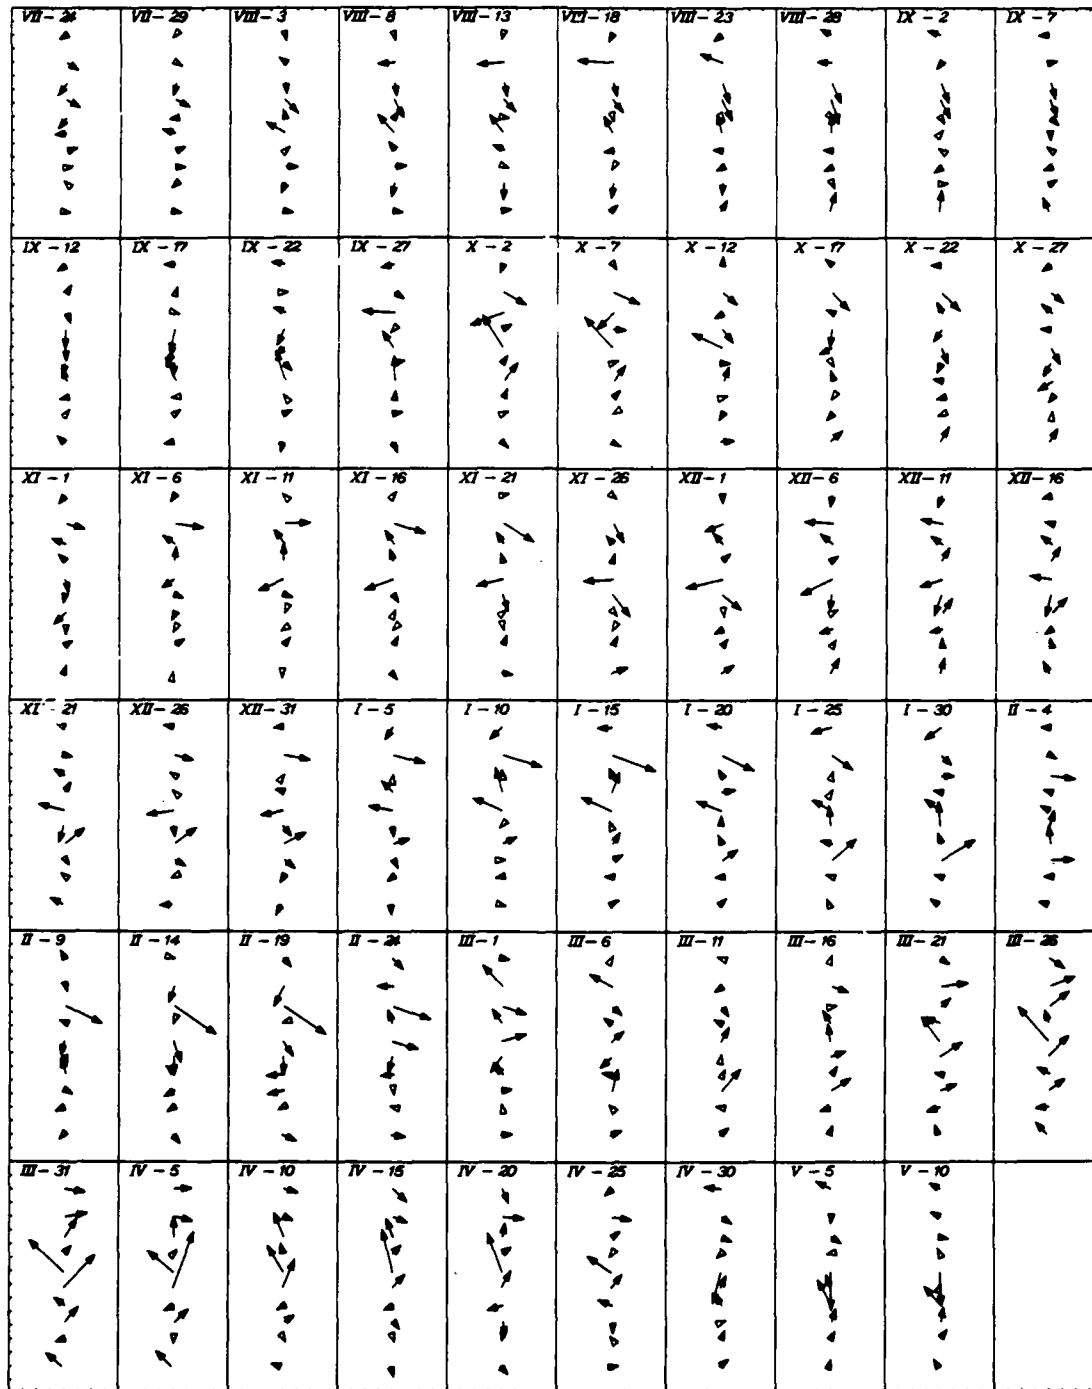 VII - 24 VII - 29 VIII - 3 VIII - 8 VIII - 13 VIII - 18 VIII - 23 VIII - 28 IX - 2 IX - 7
IX - 12 IX - 17 IX - 22 IX - 27 X - 2 X - 7 X - 12 X - 17 X - 22 X - 27
XI - 1 XI - 6 XI - 11 XI - 16 XI - 21 XI - 26 XII - 1 XII - 6 XII - 11 XII - 16
XI - 21 XII - 26 XII - 31 I - 5 I - 10 I - 15 I - 20 I - 25 I - 30 II - 4
II - 9 II - 14 II - 19 II - 24 III - 1 III - 6 III - 11 III - 16 III - 21 III - 26
III - 31 IV - 5 IV - 10 IV - 15 IV - 20 IV - 25 IV - 30 V - 5 V - 10